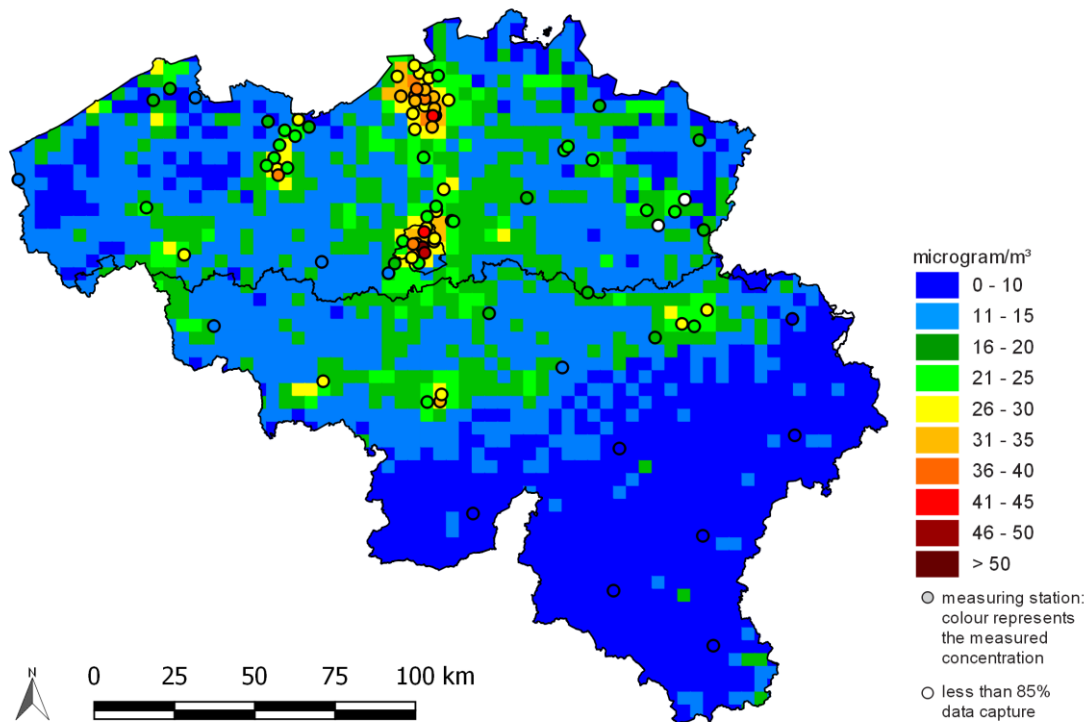 microgram/m³
0 - 10
11 - 15
16 - 20
21 - 25
26 - 30
31 - 35
36 - 40
41 - 45
46 - 50
> 50
measuring station:
colour represents
the measured
concentration
less than 85%
data capture
N
0 25 50 75 100 km